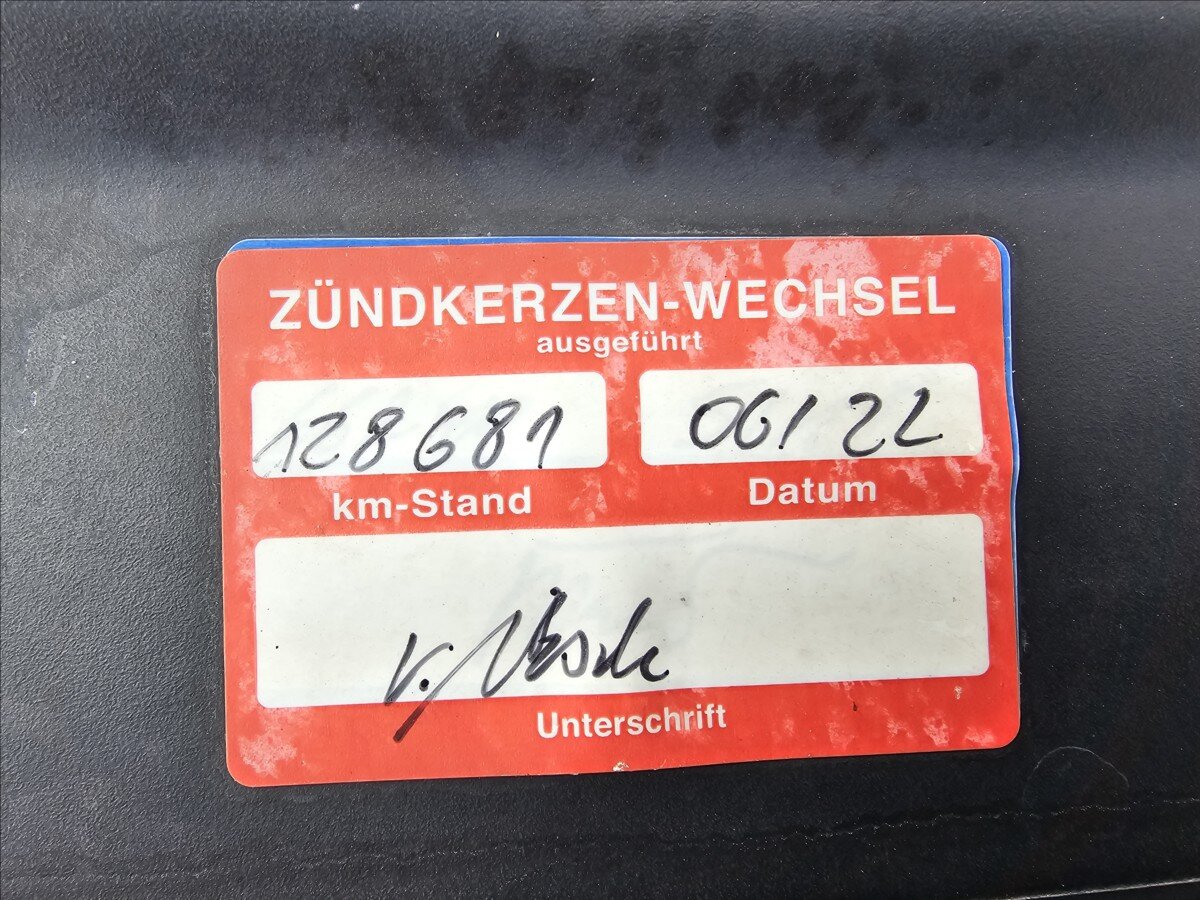 ZÜNDKERZEN-WECHSEL
ausgeführt
128681 06/22
km-Stand Datum
Unterschrift